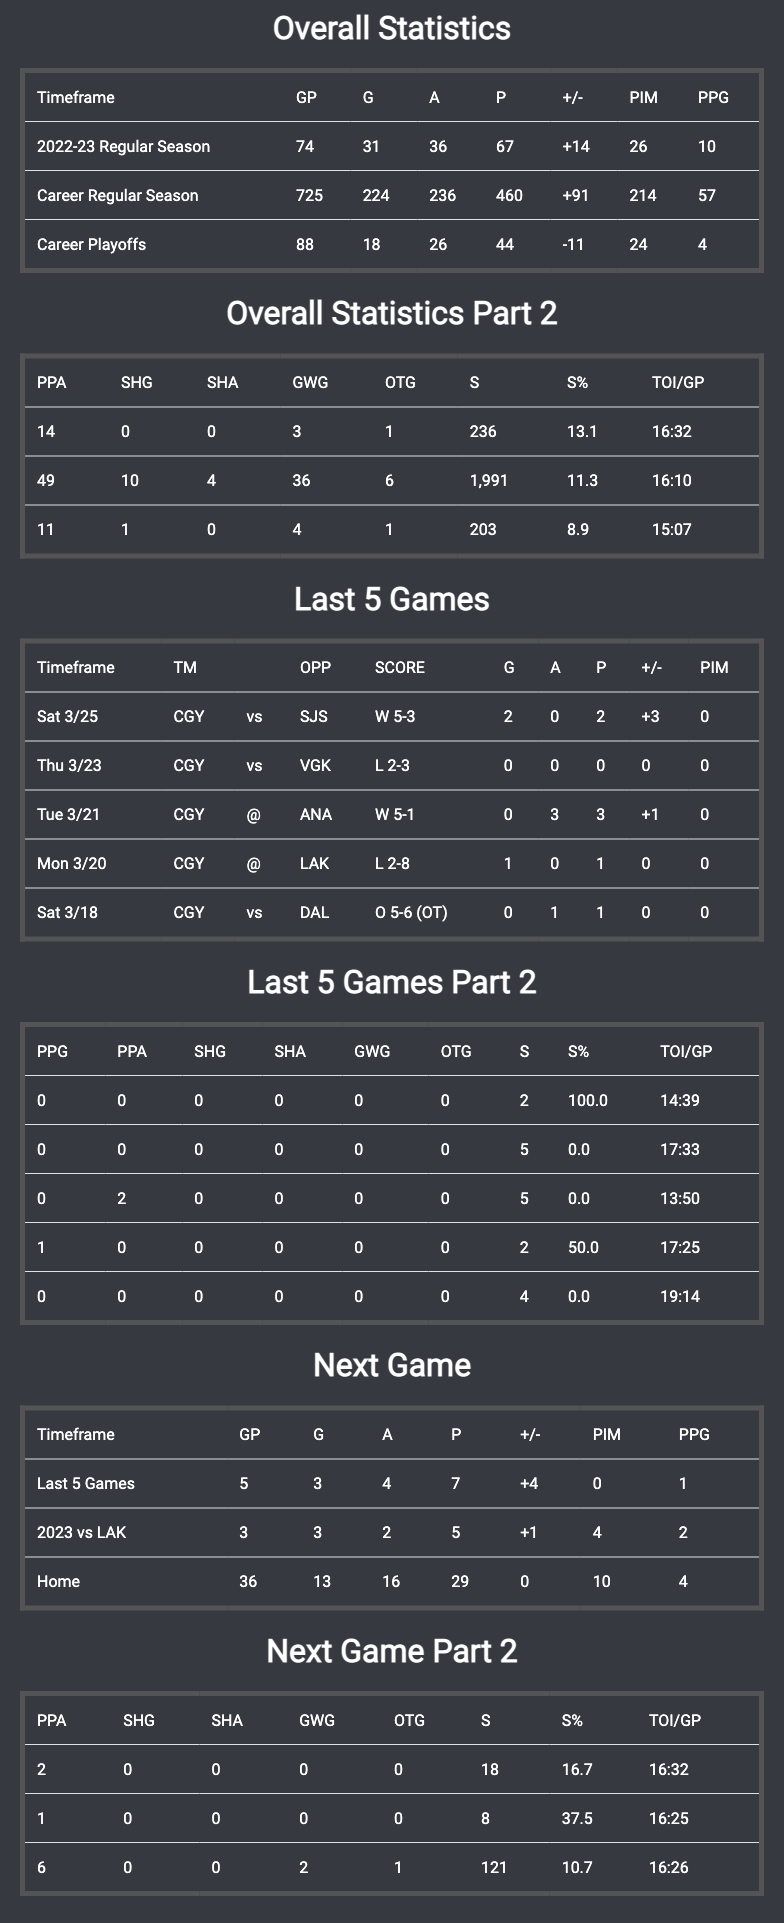 Overall Statistics
Timeframe GP G A P +/- PIM PPG
2022-23 Regular Season 74 31 36 67 +14 26 10
Career Regular Season 725 224 236 460 +91 214 57
Career Playoffs 88 18 26 44 -11 24 4
Overall Statistics Part 2
PPA SHG SHA GWG OTG S S% TOI/GP
14 0 0 3 1 236 13.1 16:32
49 10 4 36 6 1,991 11.3 16:10
11 1 0 4 1 203 8.9 15:07
Last 5 Games
Timeframe TM OPP SCORE G A P +/- PIM
Sat 3/25 CGY vs SJS W 5-3 2 0 2 +3 0
Thu 3/23 CGY vs VGK L 2-3 0 0 0 0 0
Tue 3/21 CGY @ ANA W 5-1 0 3 3 +1 0
Mon 3/20 CGY @ LAK L 2-8 1 0 1 0 0
Sat 3/18 CGY vs DAL O 5-6 (OT) 0 1 1 0 0
Last 5 Games Part 2
PPG PPA SHG SHA GWG OTG S S% TOI/GP
0 0 0 0 0 0 2 100.0 14:39
0 0 0 0 0 0 5 0.0 17:33
0 2 0 0 0 0 5 0.0 13:50
1 0 0 0 0 0 2 50.0 17:25
0 0 0 0 0 0 4 0.0 19:14
Next Game
Timeframe GP G A P +/- PIM PPG
Last 5 Games 5 3 4 7 +4 0 1
2023 vs LAK 3 3 2 5 +1 4 2
Home 36 13 16 29 0 10 4
Next Game Part 2
PPA SHG SHA GWG OTG S S% TOI/GP
2 0 0 0 0 18 16.7 16:32
1 0 0 0 0 8 37.5 16:25
6 0 0 2 1 121 10.7 16:26